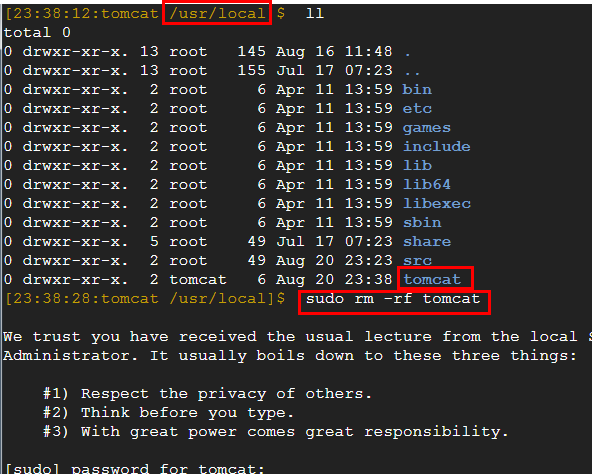 [23:38:12:tomcat /usr/local $ ll
total 0
0 drwxr-xr-x. 13 root 145 Aug 16 11:48 .
0 drwxr-xr-x. 13 root 155 Jul 17 07:23 ..
0 drwxr-xr-x. 2 root 6 Apr 11 13:59 bin
0 drwxr-xr-x. 2 root 6 Apr 11 13:59 etc
0 drwxr-xr-x. 2 root 6 Apr 11 13:59 games
0 drwxr-xr-x. 2 root 6 Apr 11 13:59 include
0 drwxr-xr-x. 2 root 6 Apr 11 13:59 lib
0 drwxr-xr-x. 2 root 6 Apr 11 13:59 lib64
0 drwxr-xr-x. 2 root 6 Apr 11 13:59 libexec
0 drwxr-xr-x. 2 root 6 Apr 11 13:59 sbin
0 drwxr-xr-x. 5 root 49 Jul 17 07:23 share
0 drwxr-xr-x. 2 root 49 Aug 20 23:23 src
0 drwxr-xr-x. 2 tomcat 6 Aug 20 23:38 tomcat
[23:38:28:tomcat /usr/local]$ sudo rm -rf tomcat
We trust you have received the usual lecture from the local
Administrator. It usually boils down to these three things:
#1) Respect the privacy of others.
#2) Think before you type.
#3) With great power comes great responsibility.
[sudo] password for tomcat: